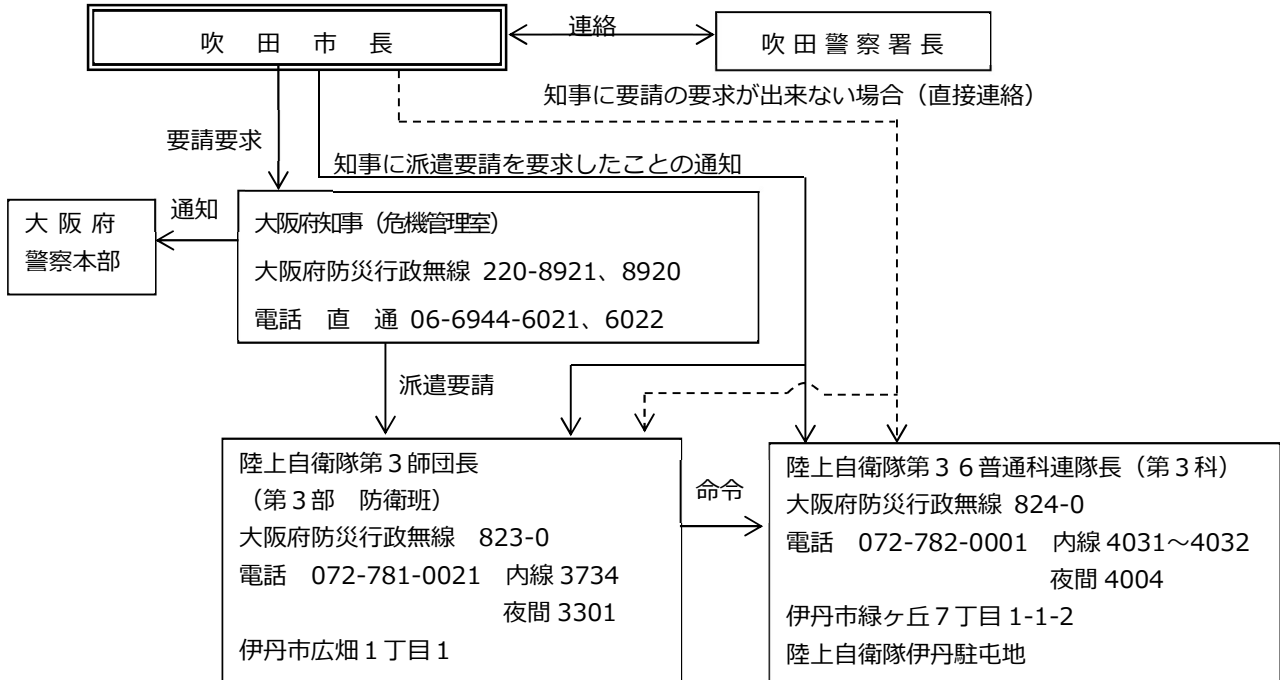 吹　田　市　長
連絡
吹 田 警 察 署 長
知事に要請の要求が出来ない場合（直接連絡）
要請要求
知事に派遣要請を要求したことの通知
大 阪 府
警察本部
通知
大阪府知事（危機管理室）
大阪府防災行政無線 220-8921、8920
電話　直　通 06-6944-6021、6022
派遣要請
陸上自衛隊第３師団長
（第３部　防衛班）
大阪府防災行政無線　823-0
電話　072-781-0021　内線 3734
夜間 3301
伊丹市広畑１丁目１
命令
陸上自衛隊第３６普通科連隊長（第３科）
大阪府防災行政無線 824-0
電話　072-782-0001　内線 4031～4032
夜間 4004
伊丹市緑ヶ丘７丁目 1-1-2
陸上自衛隊伊丹駐屯地